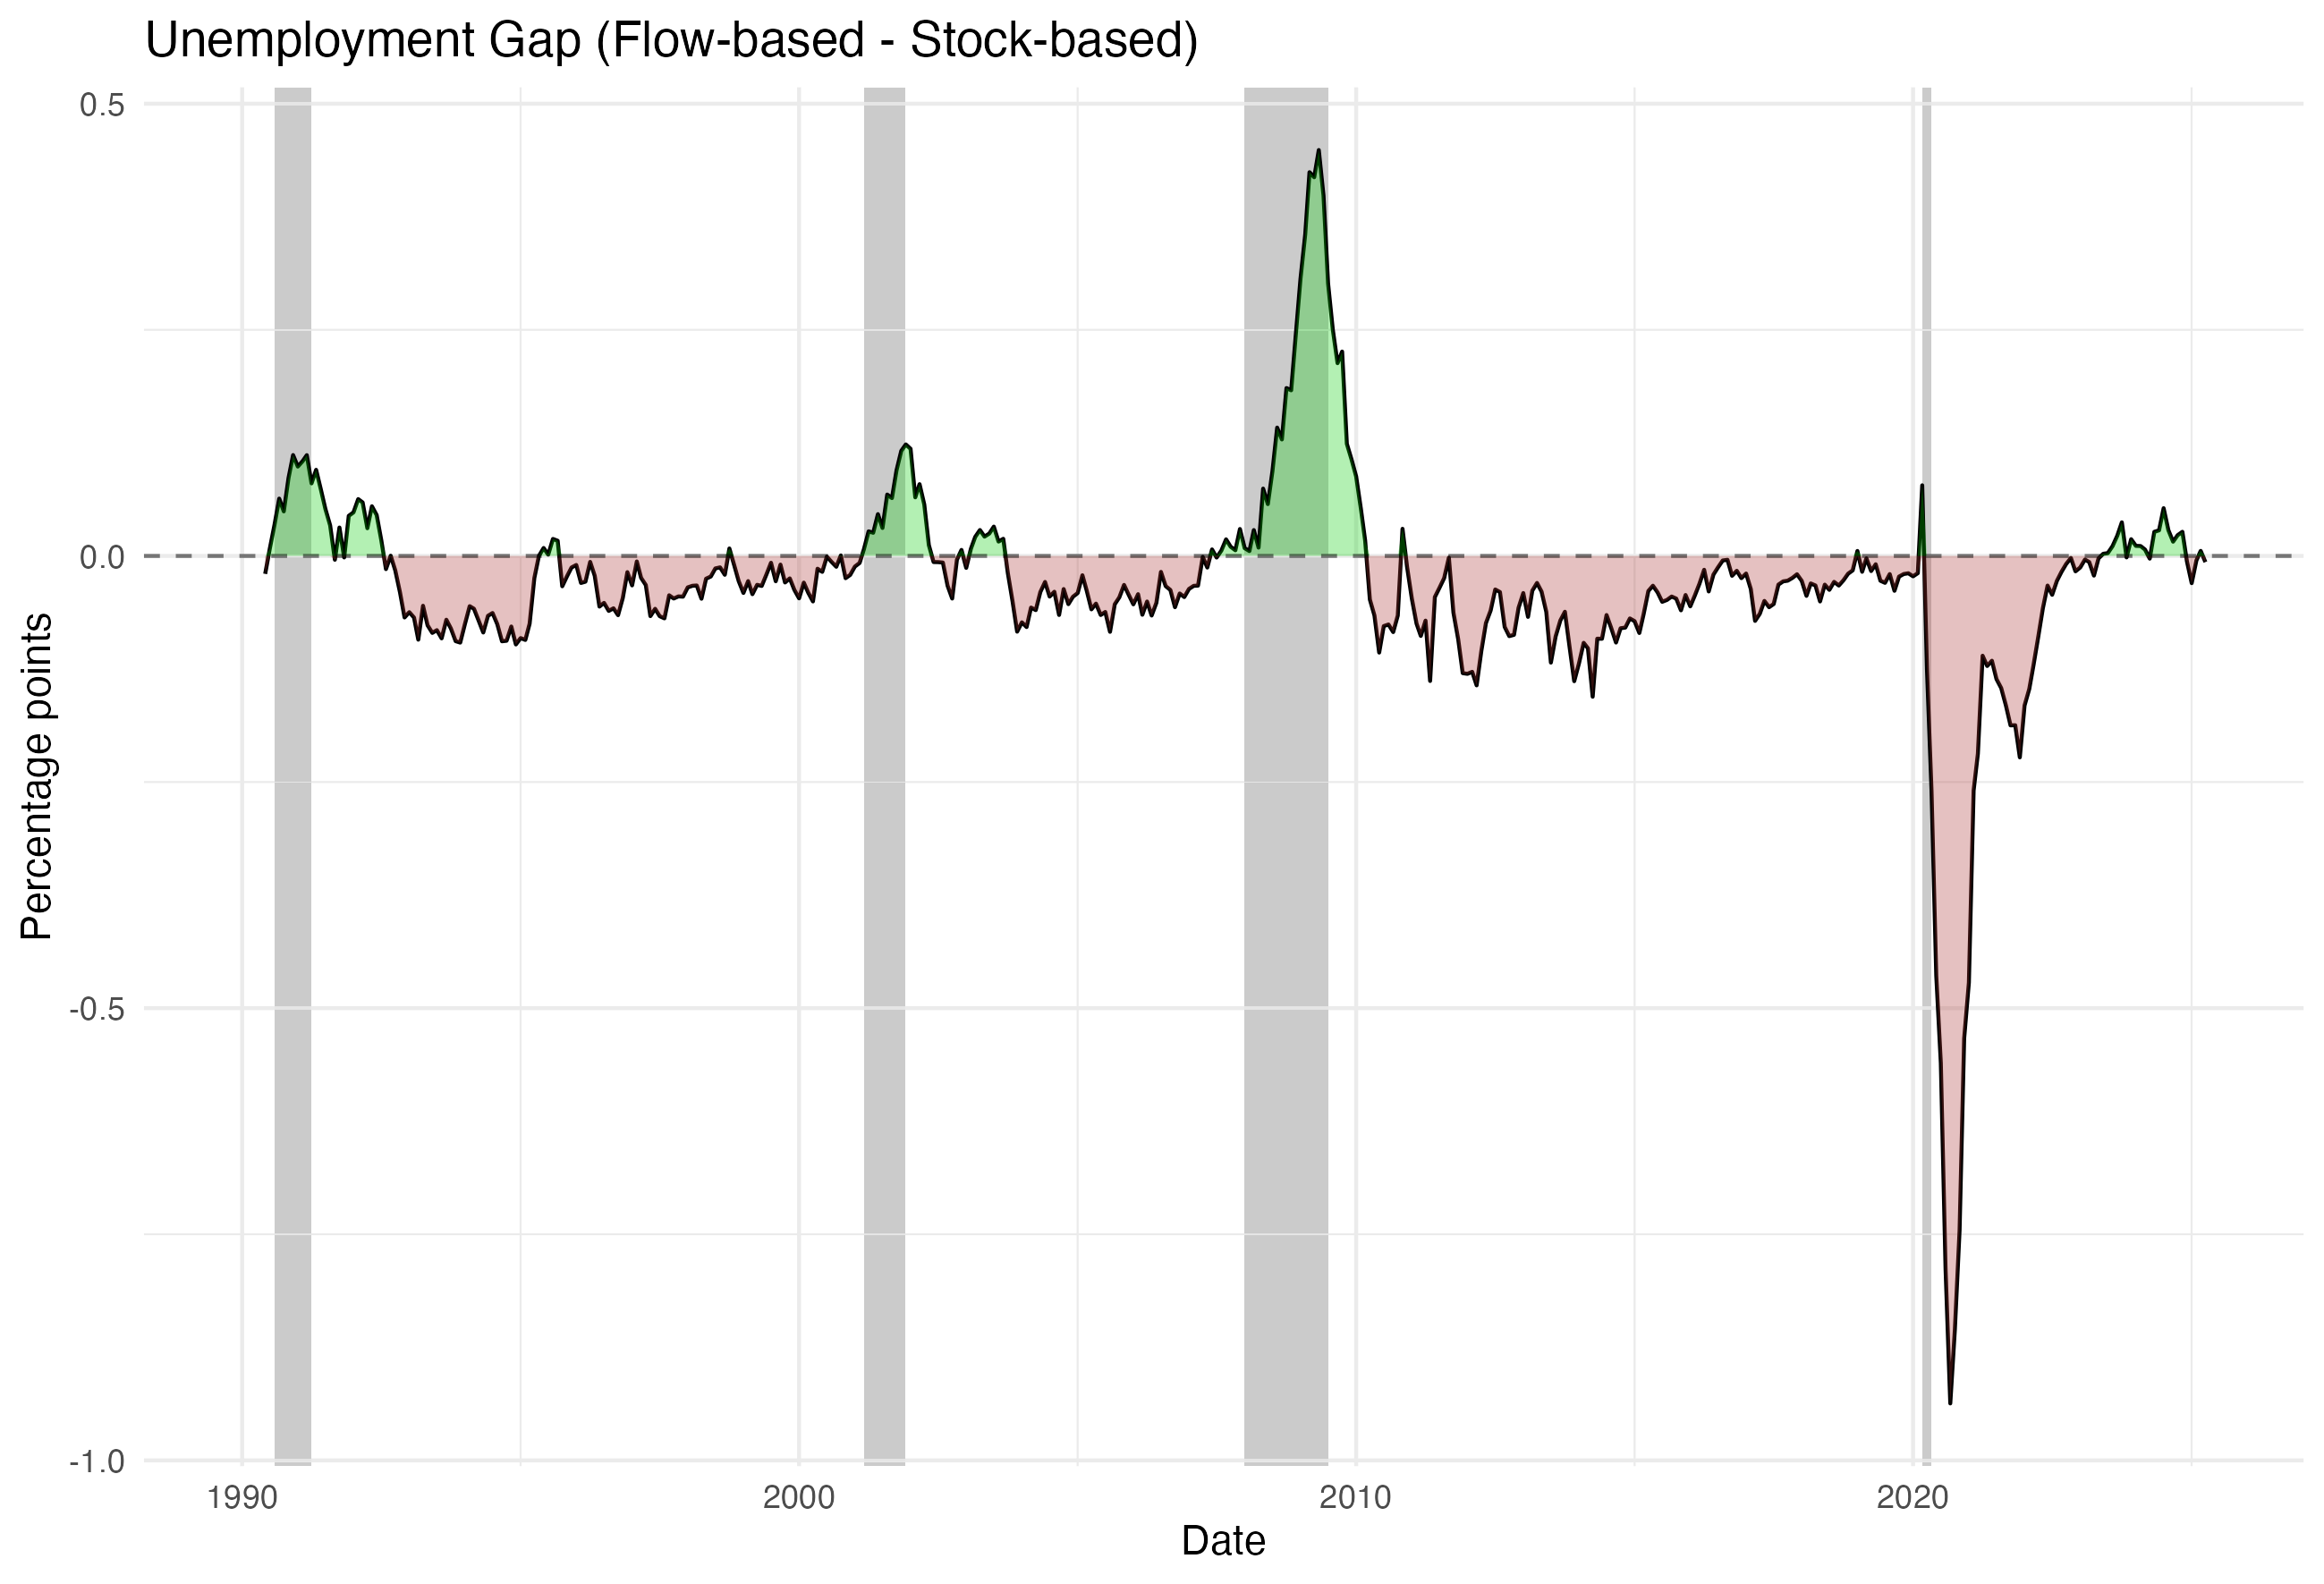 Unemployment Gap (Flow-based - Stock-based)
Percentage points
0.5
0.0
-0.5
-1.0
1990 2000 2010 2020
Date